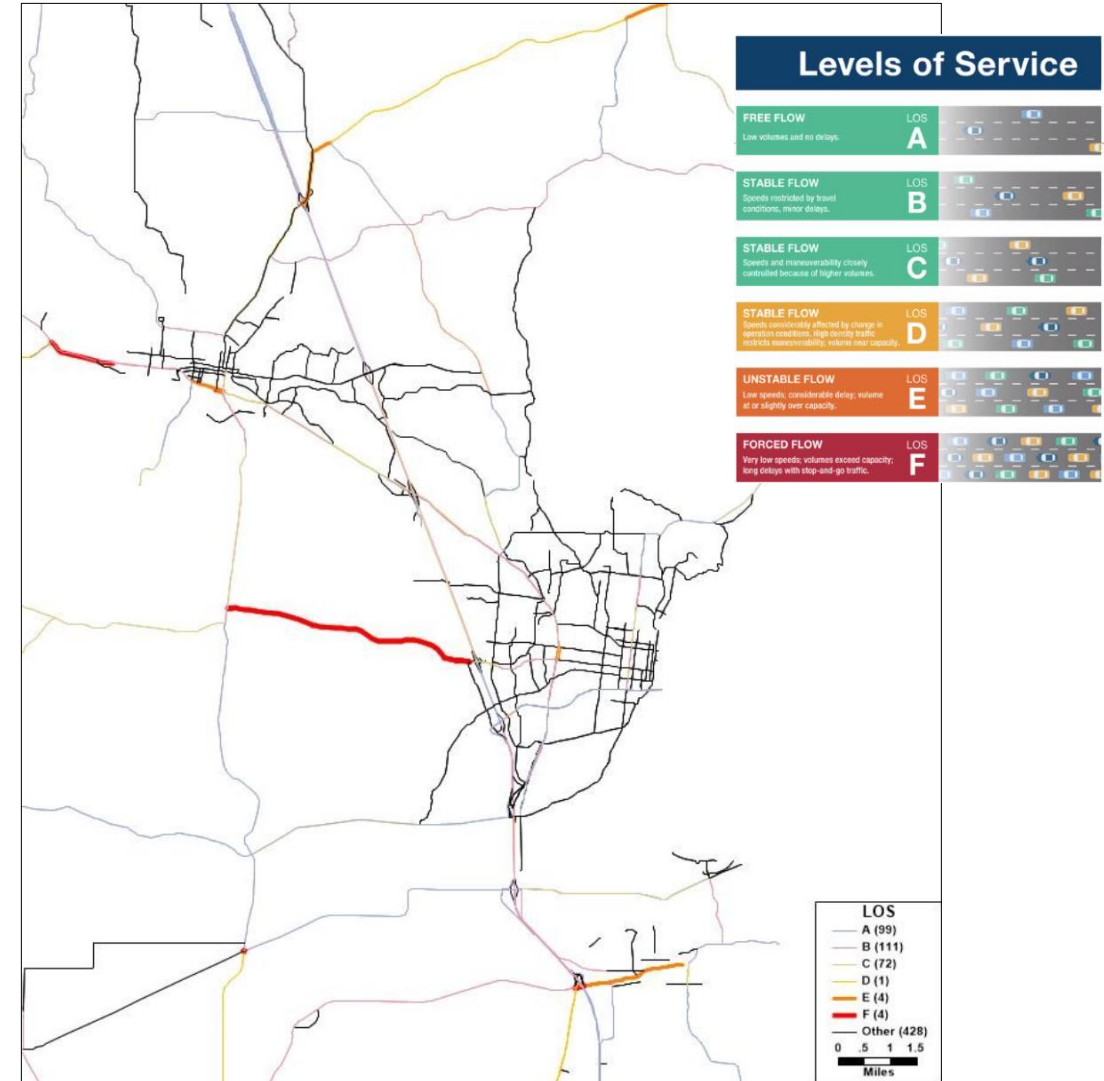 Levels of Service
FREE FLOW
Low volumes and no delays.
LOS
A
STABLE FLOW
Speeds restricted by travel
conditions, minor delays.
LOS
B
STABLE FLOW
Speeds and maneuverability closely
controlled because of higher volumes.
LOS
C
STABLE FLOW
Speeds considerably affected by change in
operation conditions. High density traffic
restricts maneuverability; volume near capacity.
LOS
D
UNSTABLE FLOW
Low speeds; considerable delay; volume
at or slightly over capacity.
LOS
E
FORCED FLOW
Very low speeds; volumes exceed capacity;
long delays with stop-and-go traffic.
LOS
F
LOS
A (99)
B (111)
C (72)
D (1)
E (4)
F (4)
Other (428)
0 .5 1 1.5
Miles